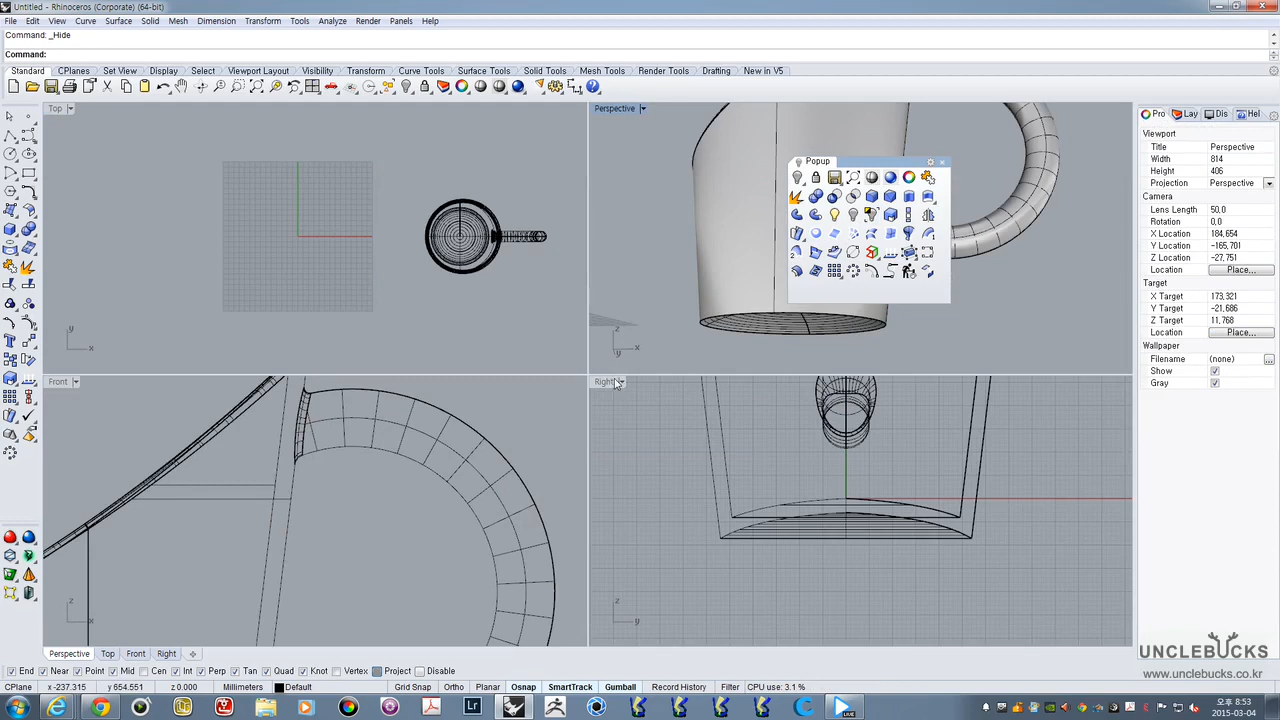 Untitled - Rhinoceros (Corporate) (64-bit)
File Edit View Curve Surface Solid Mesh Dimension Transform Tools Analyze Render Panels Help
Command: _Hide
Command:
Standard CPlanes Set View Display Select Viewport Layout Visibility Transform Curve Tools Surface Tools Solid Tools Mesh Tools Render Tools Drafting New in V5
Top
Perspective
Pro Lay Dis Hel
Viewport
Title Perspective
Width 814
Height 406
Projection Perspective
Camera
Lens Length 50,0
Rotation 0,0
X Location 184,654
Y Location -165,701
Z Location -27,751
Location Place...
Target
X Target 173,321
Y Target -21,686
Z Target 11,768
Location Place...
Wallpaper
Filename (none)
Show
Gray
Popup
y
x
z
y
x
Front
Right
z
x
z
y
UNCLEBUCKS
www.unclebucks.co.kr
Perspective Top Front Right
End Near Point Mid Cen Int Perp Tan Quad Knot Vertex Project Disable
CPlane x -237.315 y 654.551 z 0.000 Millimeters Default Grid Snap Ortho Planar Osnap SmartTrack Gumball Record History Filter CPU use: 3.1 %
Lr
LIVE
오후 8:53
2015-03-04